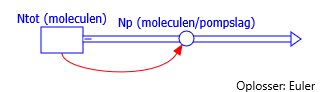 Ntot (moleculen)
Np (moleculen/pompslag)
Oplosser: Euler